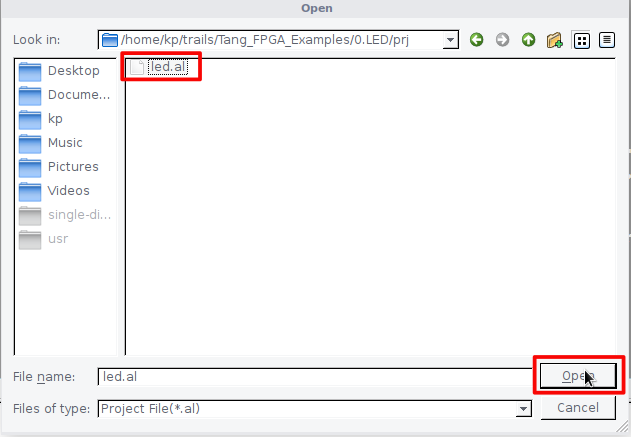 Open
Look in: /home/kp/trails/Tang_FPGA_Examples/0.LED/prj
Desktop
Docume...
kp
Music
Pictures
Videos
single-di...
usr
led.al
File name: led.al
Open
Files of type: Project File(*.al)
Cancel